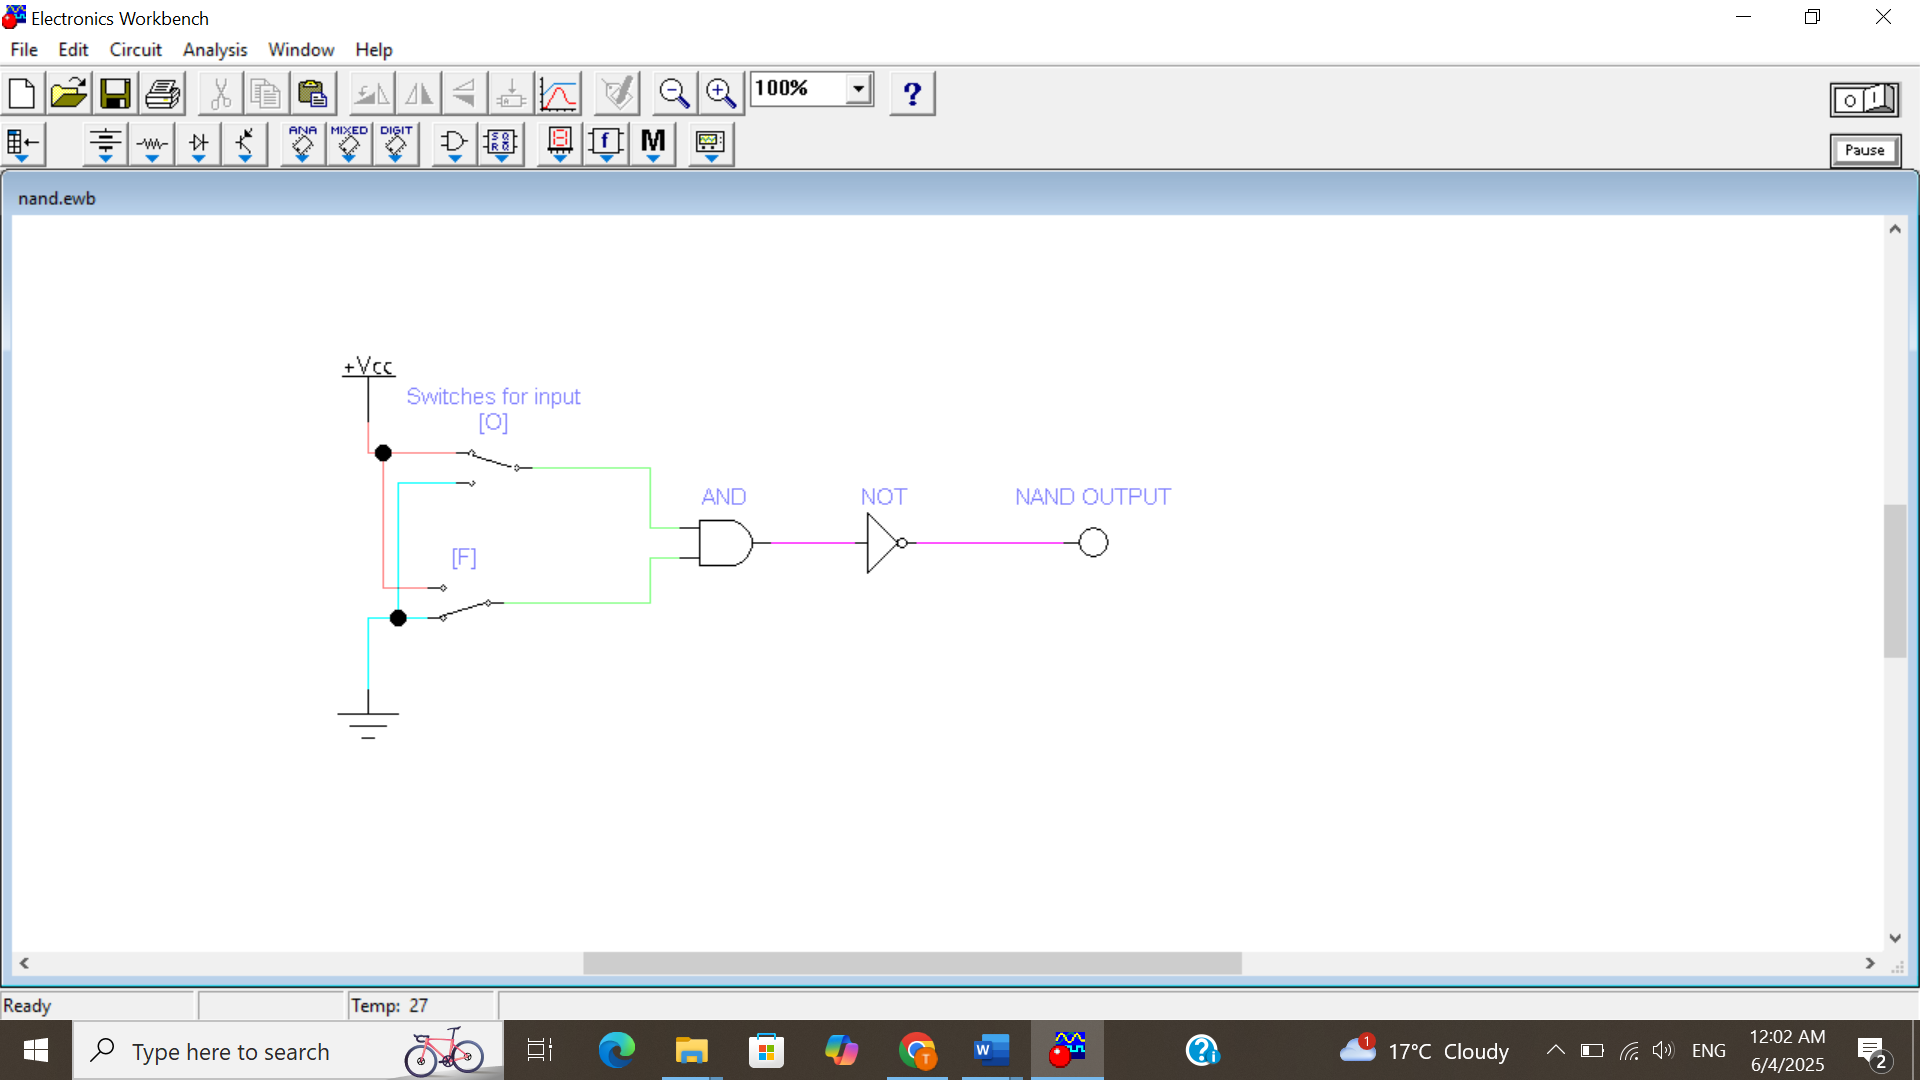 Electronics Workbench
File Edit Circuit Analysis Window Help
100%
?
O I
ANA MIXED DIGIT
f M
Pause
nand.ewb
+Vcc
Switches for input
[O]
AND NOT NAND OUTPUT
[F]
Ready Temp: 27
Type here to search
1
17°C Cloudy
ENG
12:02 AM
6/4/2025
2